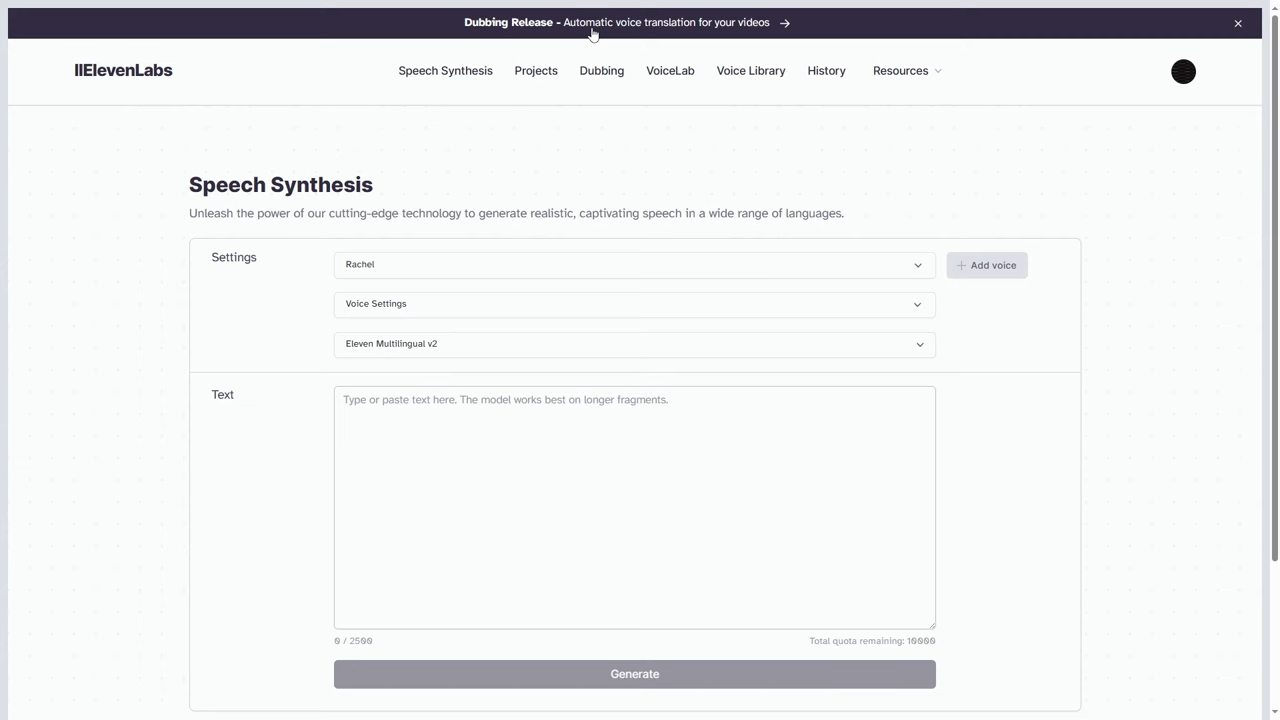 Dubbing Release - Automatic voice translation for your videos →
IIElevenLabs
Speech Synthesis Projects Dubbing VoiceLab Voice Library History Resources
Speech Synthesis
Unleash the power of our cutting-edge technology to generate realistic, captivating speech in a wide range of languages.
Settings
Rachel
+ Add voice
Voice Settings
Eleven Multilingual v2
Text
Type or paste text here. The model works best on longer fragments.
0 / 2500
Total quota remaining: 10000
Generate